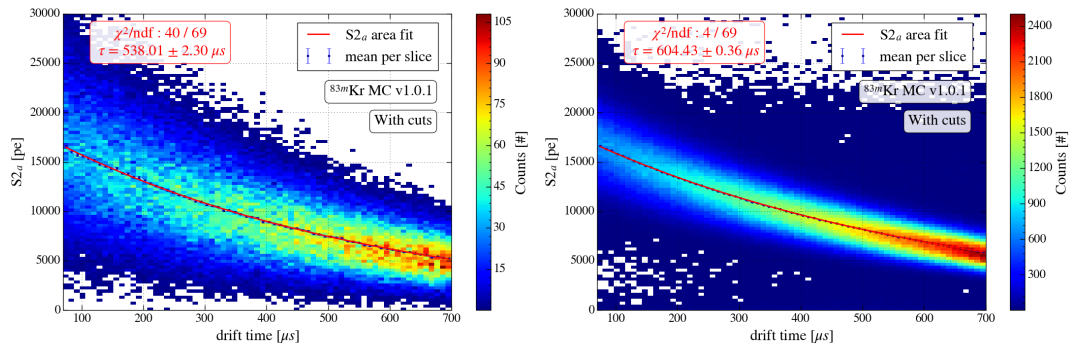 χ²/ndf : 40 / 69
τ = 538.01 ± 2.30 μs
S2ₐ area fit
mean per slice
⁸³ᵐKr MC v1.0.1
With cuts
30000
25000
20000
15000
10000
5000
0
S2ₐ [pe]
100 200 300 400 500 600 700
drift time [μs]
105
90
75
60
45
30
15
Counts [#]
χ²/ndf : 4 / 69
τ = 604.43 ± 0.36 μs
S2ₐ area fit
mean per slice
⁸³ᵐKr MC v1.0.1
With cuts
30000
25000
20000
15000
10000
5000
0
S2ₐ [pe]
100 200 300 400 500 600 700
drift time [μs]
2400
2100
1800
1500
1200
900
600
300
Counts [#]